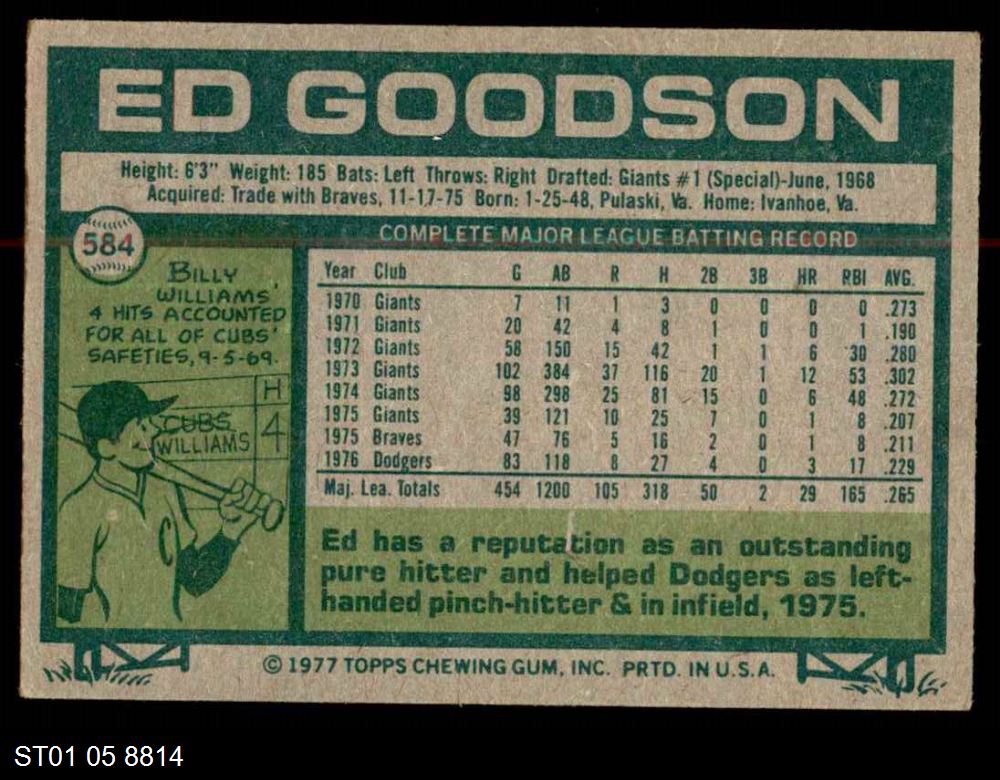 ED GOODSON
Height: 6'3" Weight: 185 Bats: Left Throws: Right Drafted: Giants #1 (Special)-June, 1968
Acquired: Trade with Braves, 11-17-75 Born: 1-25-48, Pulaski, Va. Home: Ivanhoe, Va.
584
BILLY
WILLIAMS'
4 HITS ACCOUNTED
FOR ALL OF CUBS'
SAFETIES, 9-5-69.
H
CUBS
WILLIAMS 4
C
COMPLETE MAJOR LEAGUE BATTING RECORD
Year Club G AB R H 2B 3B HR RBI AVG.
1970 Giants 7 11 1 3 0 0 0 0 .273
1971 Giants 20 42 4 8 1 0 0 1 .190
1972 Giants 58 150 15 42 1 1 6 30 .280
1973 Giants 102 384 37 116 20 1 12 53 .302
1974 Giants 98 298 25 81 15 0 6 48 .272
1975 Giants 39 121 10 25 7 0 1 8 .207
1975 Braves 47 76 5 16 2 0 1 8 .211
1976 Dodgers 83 118 8 27 4 0 3 17 .229
Maj. Lea. Totals 454 1200 105 318 50 2 29 165 .265
Ed has a reputation as an outstanding
pure hitter and helped Dodgers as left-
handed pinch-hitter & in infield, 1975.
© 1977 TOPPS CHEWING GUM, INC. PRTD. IN U.S.A.
ST01 05 8814